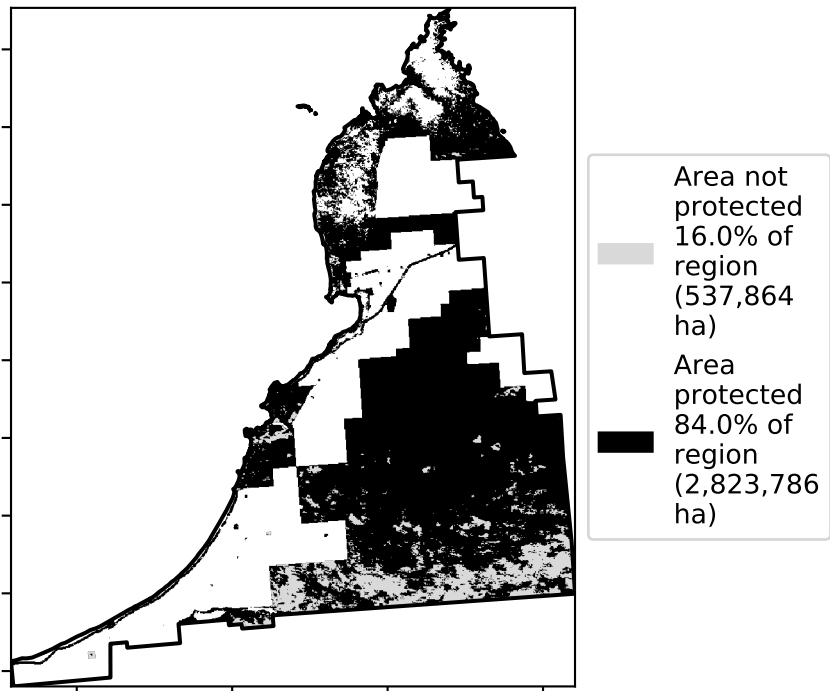 Area not
protected
16.0% of
region
(537,864
ha)
Area
protected
84.0% of
region
(2,823,786
ha)